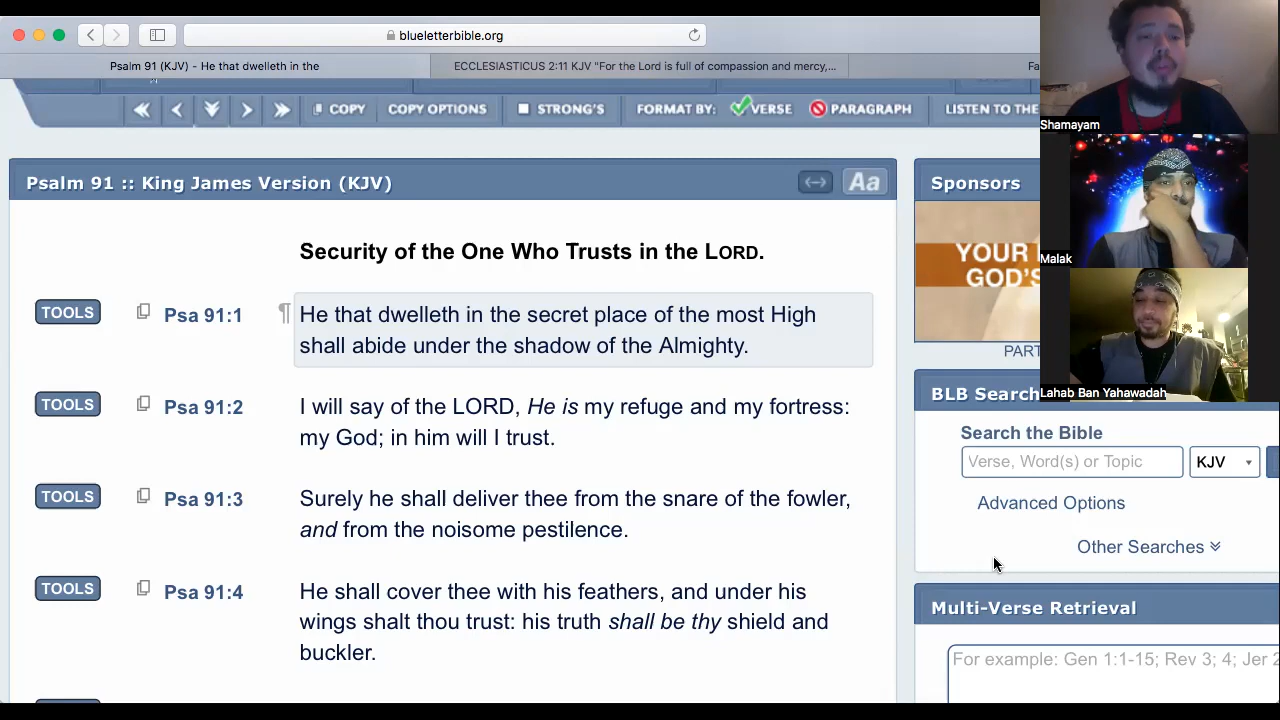 blueletterbible.org
Psalm 91 (KJV) - He that dwelleth in the
ECCLESIASTICUS 2:11 KJV "For the Lord is full of compassion and mercy,...
Fa
COPY
COPY OPTIONS
STRONG'S
FORMAT BY:
VERSE
PARAGRAPH
LISTEN TO THE
Psalm 91 :: King James Version (KJV)
Aa
Security of the One Who Trusts in the LORD.
TOOLS
Psa 91:1
¶
He that dwelleth in the secret place of the most High
shall abide under the shadow of the Almighty.
TOOLS
Psa 91:2
I will say of the LORD, He is my refuge and my fortress:
my God; in him will I trust.
TOOLS
Psa 91:3
Surely he shall deliver thee from the snare of the fowler,
and from the noisome pestilence.
TOOLS
Psa 91:4
He shall cover thee with his feathers, and under his
wings shalt thou trust: his truth shall be thy shield and
buckler.
Sponsors
YOUR
GOD'S
PART
BLB Search
Search the Bible
Verse, Word(s) or Topic
KJV
Advanced Options
Other Searches
Multi-Verse Retrieval
For example: Gen 1:1-15; Rev 3; 4; Jer 2
Shamayam
Malak
Lahab Ban Yahawadah